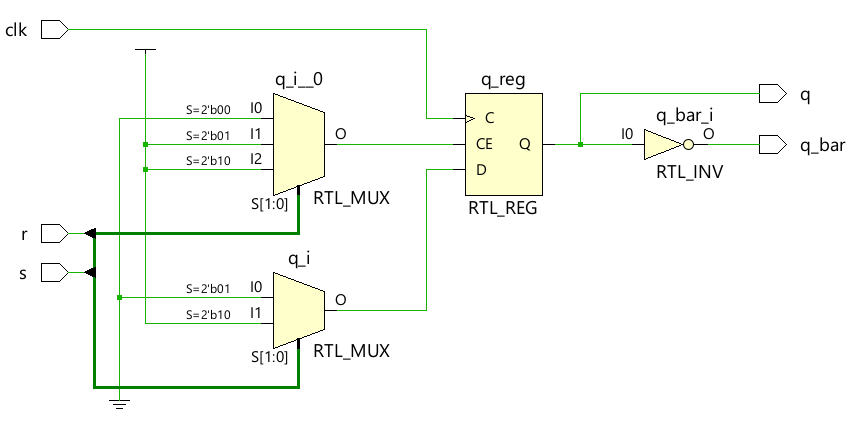 clk
q_i__0
q_reg
q
S=2'b00 I0
C
q_bar_i
S=2'b01 I1
O
CE Q
I0
O
q_bar
S=2'b10 I2
D
RTL_INV
S[1:0]
RTL_MUX
RTL_REG
r
q_i
s
S=2'b01 I0
O
S=2'b10 I1
S[1:0]
RTL_MUX